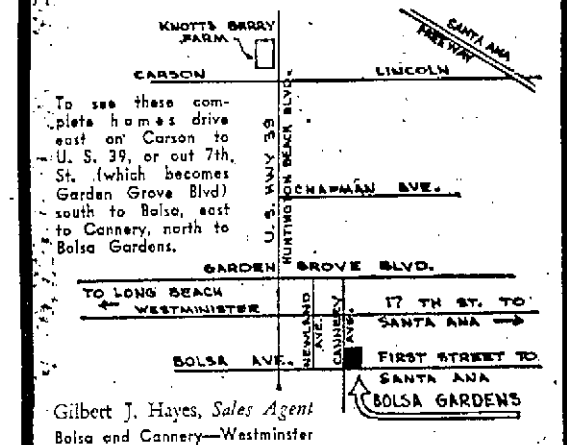 KNOTTS BERRY
FARM
SANTA ANA
FREEWAY
CARSON
LINCOLN
To see these com-
plete homes drive
east on Carson to
U. S. 39, or out 7th
St. (which becomes
Garden Grove Blvd)
south to Bolsa, east
to Cannery, north to
Bolsa Gardens.
U.S. HWY 39
HUNTINGTON BEACH BLVD.
CHAPMAN AVE.
GARDEN GROVE BLVD.
TO LONG BEACH
WESTMINISTER
NEWLAND
AVE.
CANNERY
AVE.
17 TH ST. TO
SANTA ANA
BOLSA AVE.
FIRST STREET TO
SANTA ANA
BOLSA GARDENS
Gilbert J. Hayes, Sales Agent
Bolsa and Cannery—Westminster